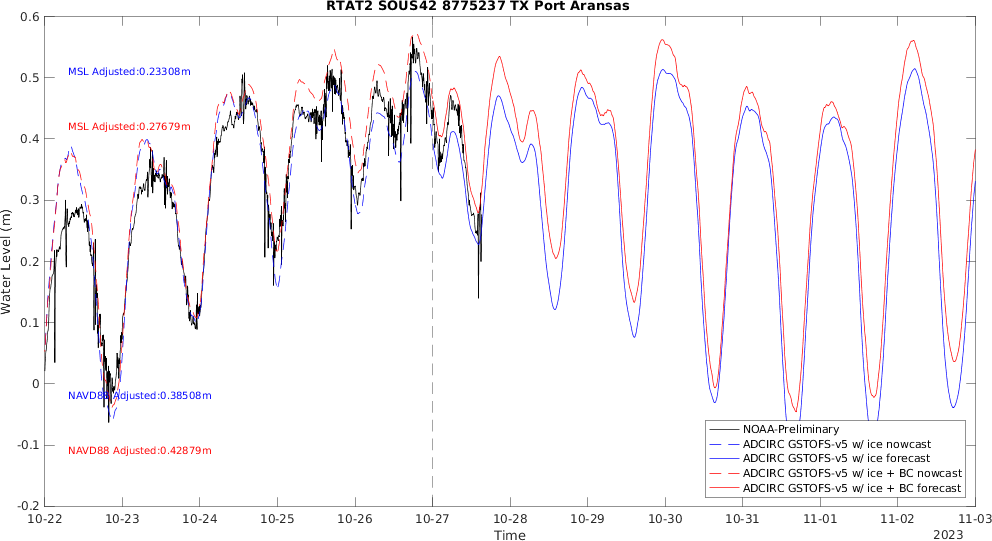 RTAT2 SOUS42 8775237 TX Port Aransas
0.6
0.5
0.4
0.3
0.2
0.1
0
-0.1
-0.2
Water Level (m)
MSL Adjusted:0.23308m
MSL Adjusted:0.27679m
NAVD88 Adjusted:0.38508m
NAVD88 Adjusted:0.42879m
NOAA-Preliminary
ADCIRC GSTOFS-v5 w/ ice nowcast
ADCIRC GSTOFS-v5 w/ ice forecast
ADCIRC GSTOFS-v5 w/ ice + BC nowcast
ADCIRC GSTOFS-v5 w/ ice + BC forecast
10-22 10-23 10-24 10-25 10-26 10-27 10-28 10-29 10-30 10-31 11-01 11-02 11-03
Time
2023